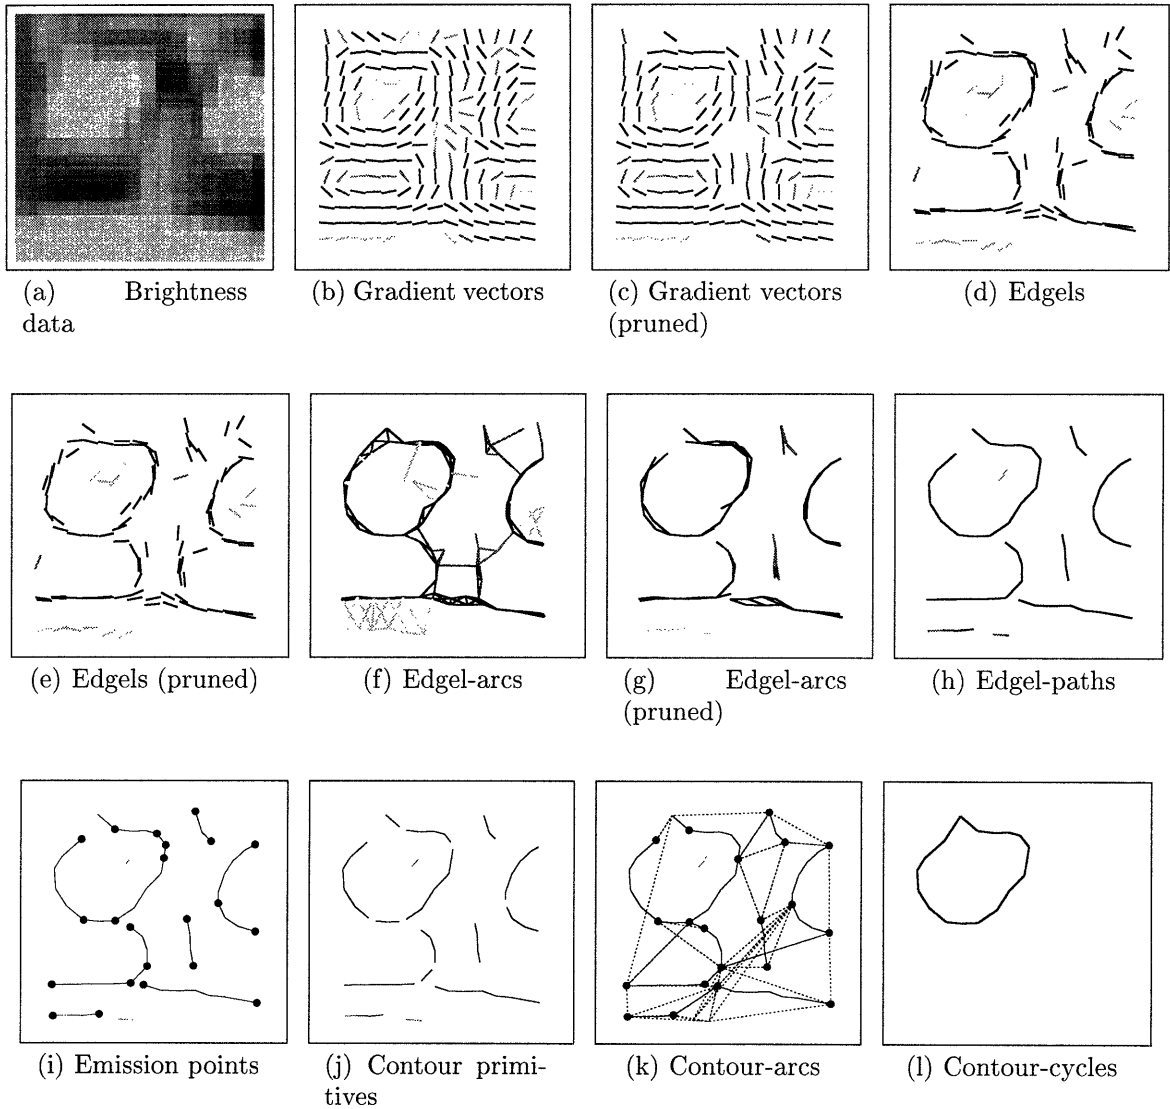 (a) Brightness
data
(b) Gradient vectors
(c) Gradient vectors
(pruned)
(d) Edgels
(e) Edgels (pruned)
(f) Edgel-arcs
(g) Edgel-arcs
(pruned)
(h) Edgel-paths
(i) Emission points
(j) Contour primi-
tives
(k) Contour-arcs
(l) Contour-cycles